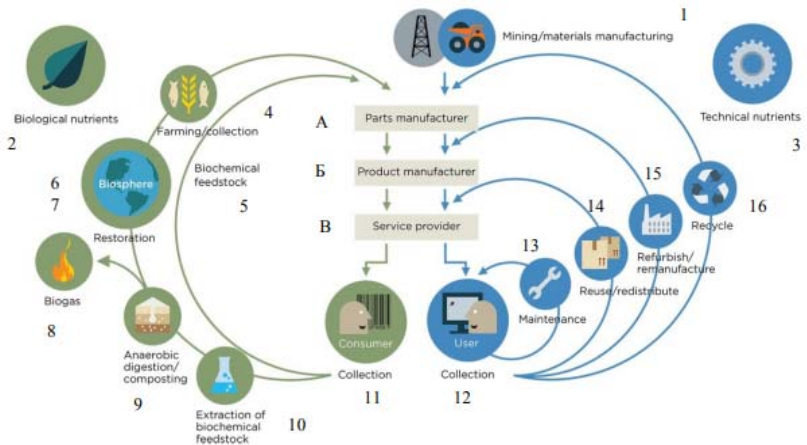 1
Mining/materials manufacturing
Biological nutrients
2
Technical nutrients
3
4
Farming/collection
А
Parts manufacturer
Biochemical
feedstock
5
Б
Product manufacturer
15
6
7
Biosphere
Restoration
14
16
Recycle
В
Service provider
13
Refurbish/
remanufacture
Reuse/redistribute
Maintenance
Biogas
8
Consumer
User
Anaerobic
digestion/
composting
9
Collection
11
Collection
12
Extraction of
biochemical
feedstock
10